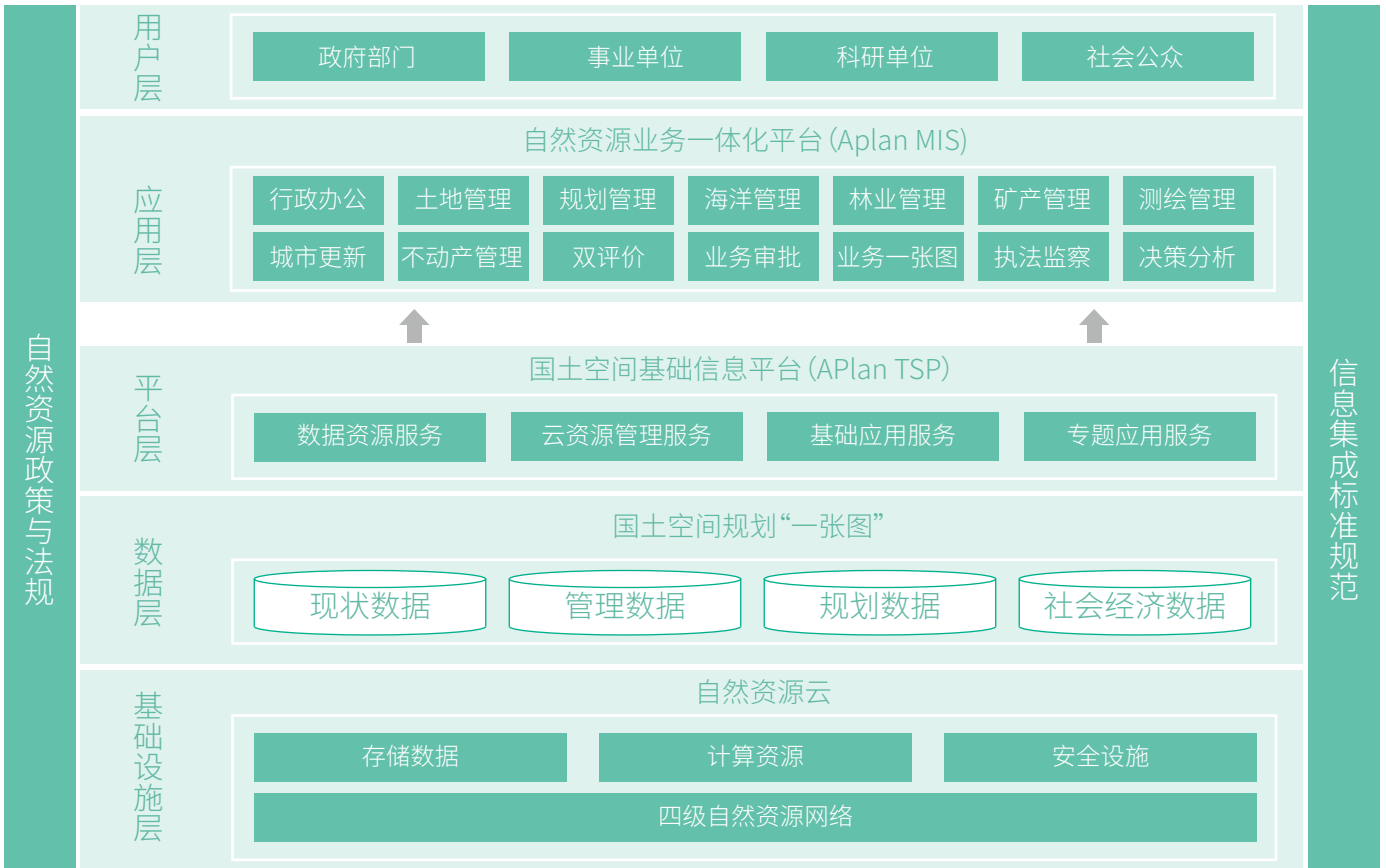 自然资源政策与法规
用户层
政府部门
事业单位
科研单位
社会公众
应用层
自然资源业务一体化平台（Aplan MIS)
行政办公
土地管理
规划管理
海洋管理
林业管理
矿产管理
测绘管理
城市更新
不动产管理
双评价
业务审批
业务一张图
执法监察
决策分析
平台层
国土空间基础信息平台（APlan TSP）
数据资源服务
云资源管理服务
基础应用服务
专题应用服务
数据层
国土空间规划“一张图”
现状数据
管理数据
规划数据
社会经济数据
基础设施层
自然资源云
存储数据
计算资源
安全设施
四级自然资源网络
信息集成标准规范